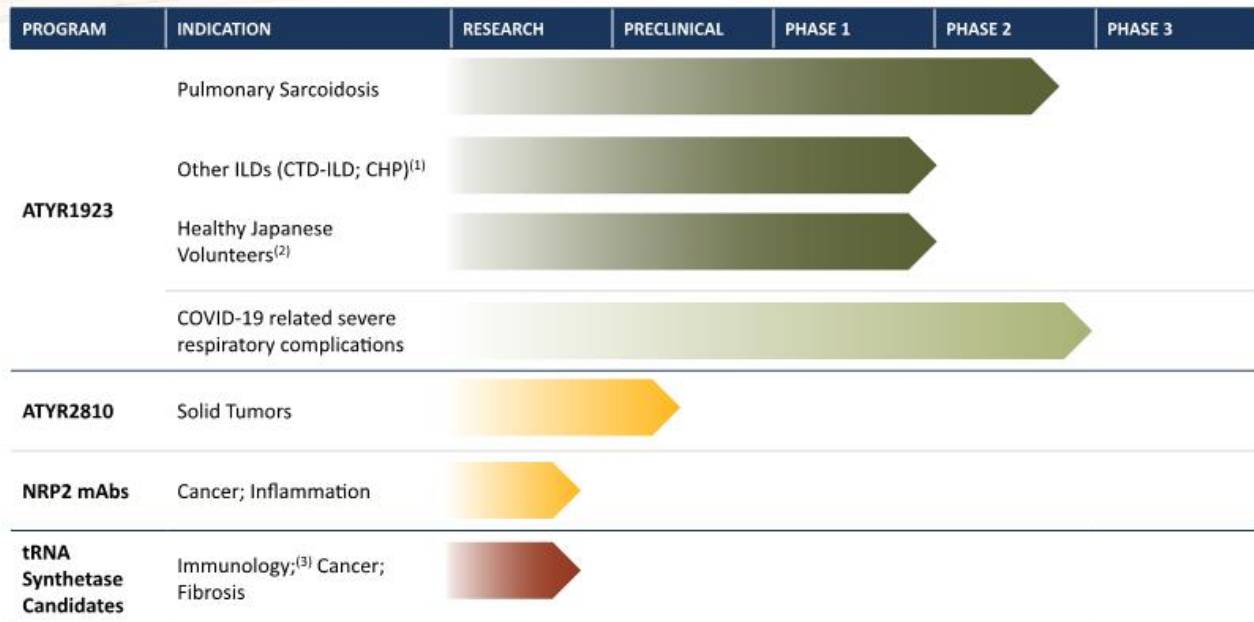 PROGRAM INDICATION RESEARCH PRECLINICAL PHASE 1 PHASE 2 PHASE 3
ATYR1923
Pulmonary Sarcoidosis
Other ILDs (CTD-ILD; CHP)(1)
Healthy Japanese
Volunteers(2)
COVID-19 related severe
respiratory complications
ATYR2810
Solid Tumors
NRP2 mAbs
Cancer; Inflammation
tRNA
Synthetase
Candidates
Immunology;(3) Cancer;
Fibrosis